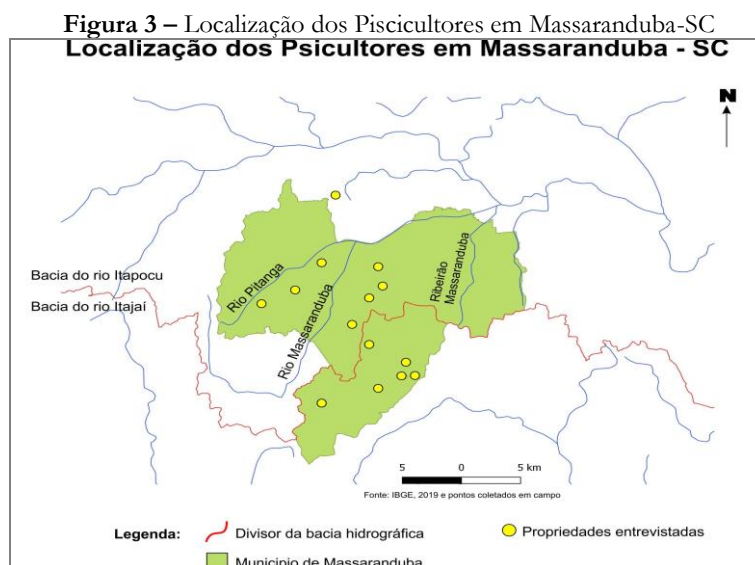 Figura 3 – Localização dos Piscicultores em Massaranduba-SC
Localização dos Psicultores em Massaranduba - SC
N
Bacia do rio Itapocu
Bacia do rio Itajaí
Rio Pitanga
Rio Massaranduba
Ribeirão
Massaranduba
5 0 5 km
Fonte: IBGE, 2019 e pontos coletados em campo
Legenda: Divisor da bacia hidrográfica Propriedades entrevistadas
Municipio de Massaranduba